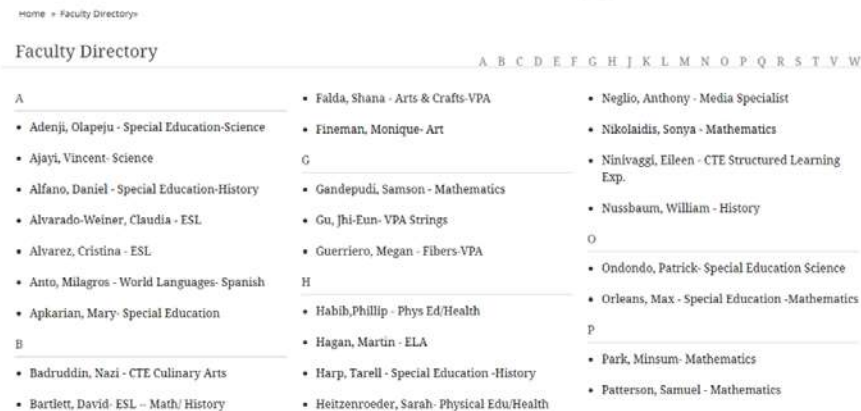 Home » Faculty Directory»
Faculty Directory
A B C D E F G H J K L M N O P Q R S T V W
A
• Adenji, Olapeju - Special Education-Science
• Ajayi, Vincent- Science
• Alfano, Daniel - Special Education-History
• Alvarado-Weiner, Claudia - ESL
• Alvarez, Cristina - ESL
• Anto, Milagros - World Languages- Spanish
• Apkarian, Mary- Special Education
B
• Badruddin, Nazi - CTE Culinary Arts
• Bartlett, David- ESL -- Math/ History
• Falda, Shana - Arts & Crafts-VPA
• Fineman, Monique- Art
G
• Gandepudi, Samson - Mathematics
• Gu, Jhi-Eun- VPA Strings
• Guerriero, Megan - Fibers-VPA
H
• Habib,Phillip - Phys Ed/Health
• Hagan, Martin - ELA
• Harp, Tarell - Special Education -History
• Heitzenroeder, Sarah- Physical Edu/Health
• Neglio, Anthony - Media Specialist
• Nikolaidis, Sonya - Mathematics
• Ninivaggi, Eileen - CTE Structured Learning
Exp.
• Nussbaum, William - History
O
• Ondondo, Patrick- Special Education Science
• Orleans, Max - Special Education -Mathematics
P
• Park, Minsum- Mathematics
• Patterson, Samuel - Mathematics